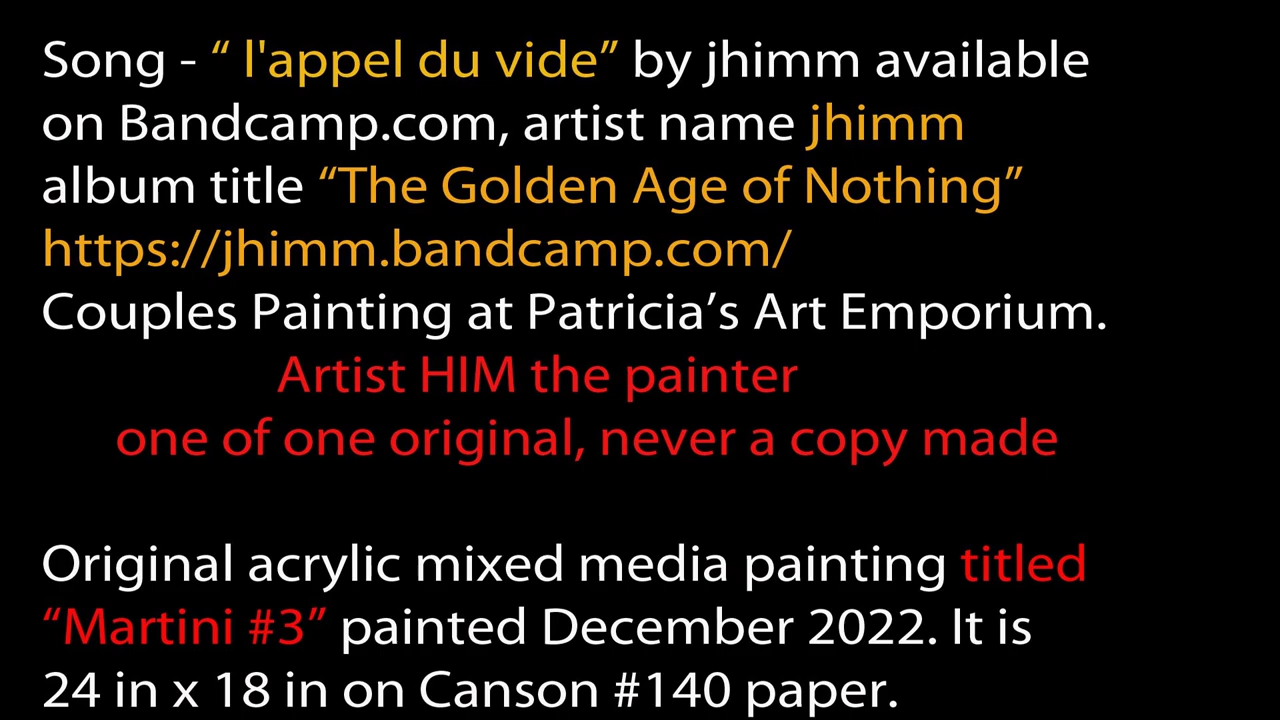 Song - “ l'appel du vide” by jhimm available
on Bandcamp.com, artist name jhimm
album title “The Golden Age of Nothing”
https://jhimm.bandcamp.com/
Couples Painting at Patricia’s Art Emporium.
Artist HIM the painter
one of one original, never a copy made
Original acrylic mixed media painting titled
“Martini #3” painted December 2022. It is
24 in x 18 in on Canson #140 paper.